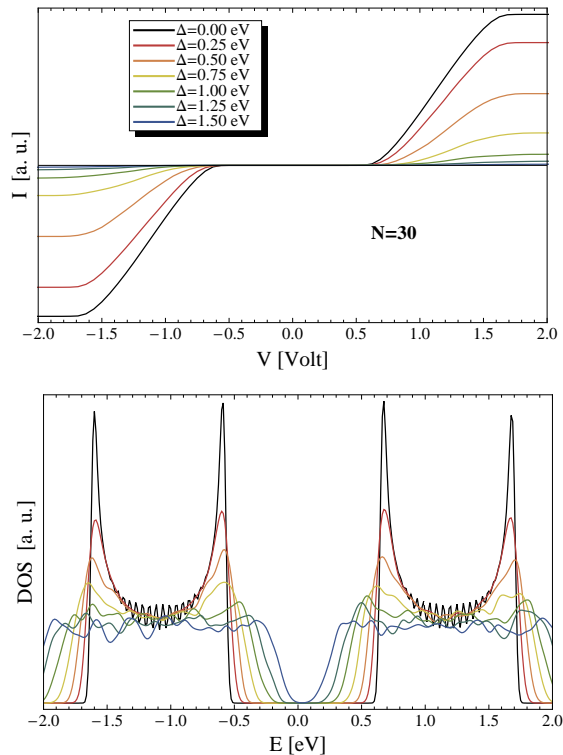 Δ=0.00 eV
Δ=0.25 eV
Δ=0.50 eV
Δ=0.75 eV
Δ=1.00 eV
Δ=1.25 eV
Δ=1.50 eV
I [a. u.]
N=30
−2.0 −1.5 −1.0 −0.5 0.0 0.5 1.0 1.5 2.0
V [Volt]
DOS [a. u.]
−2.0 −1.5 −1.0 −0.5 0.0 0.5 1.0 1.5 2.0
E [eV]